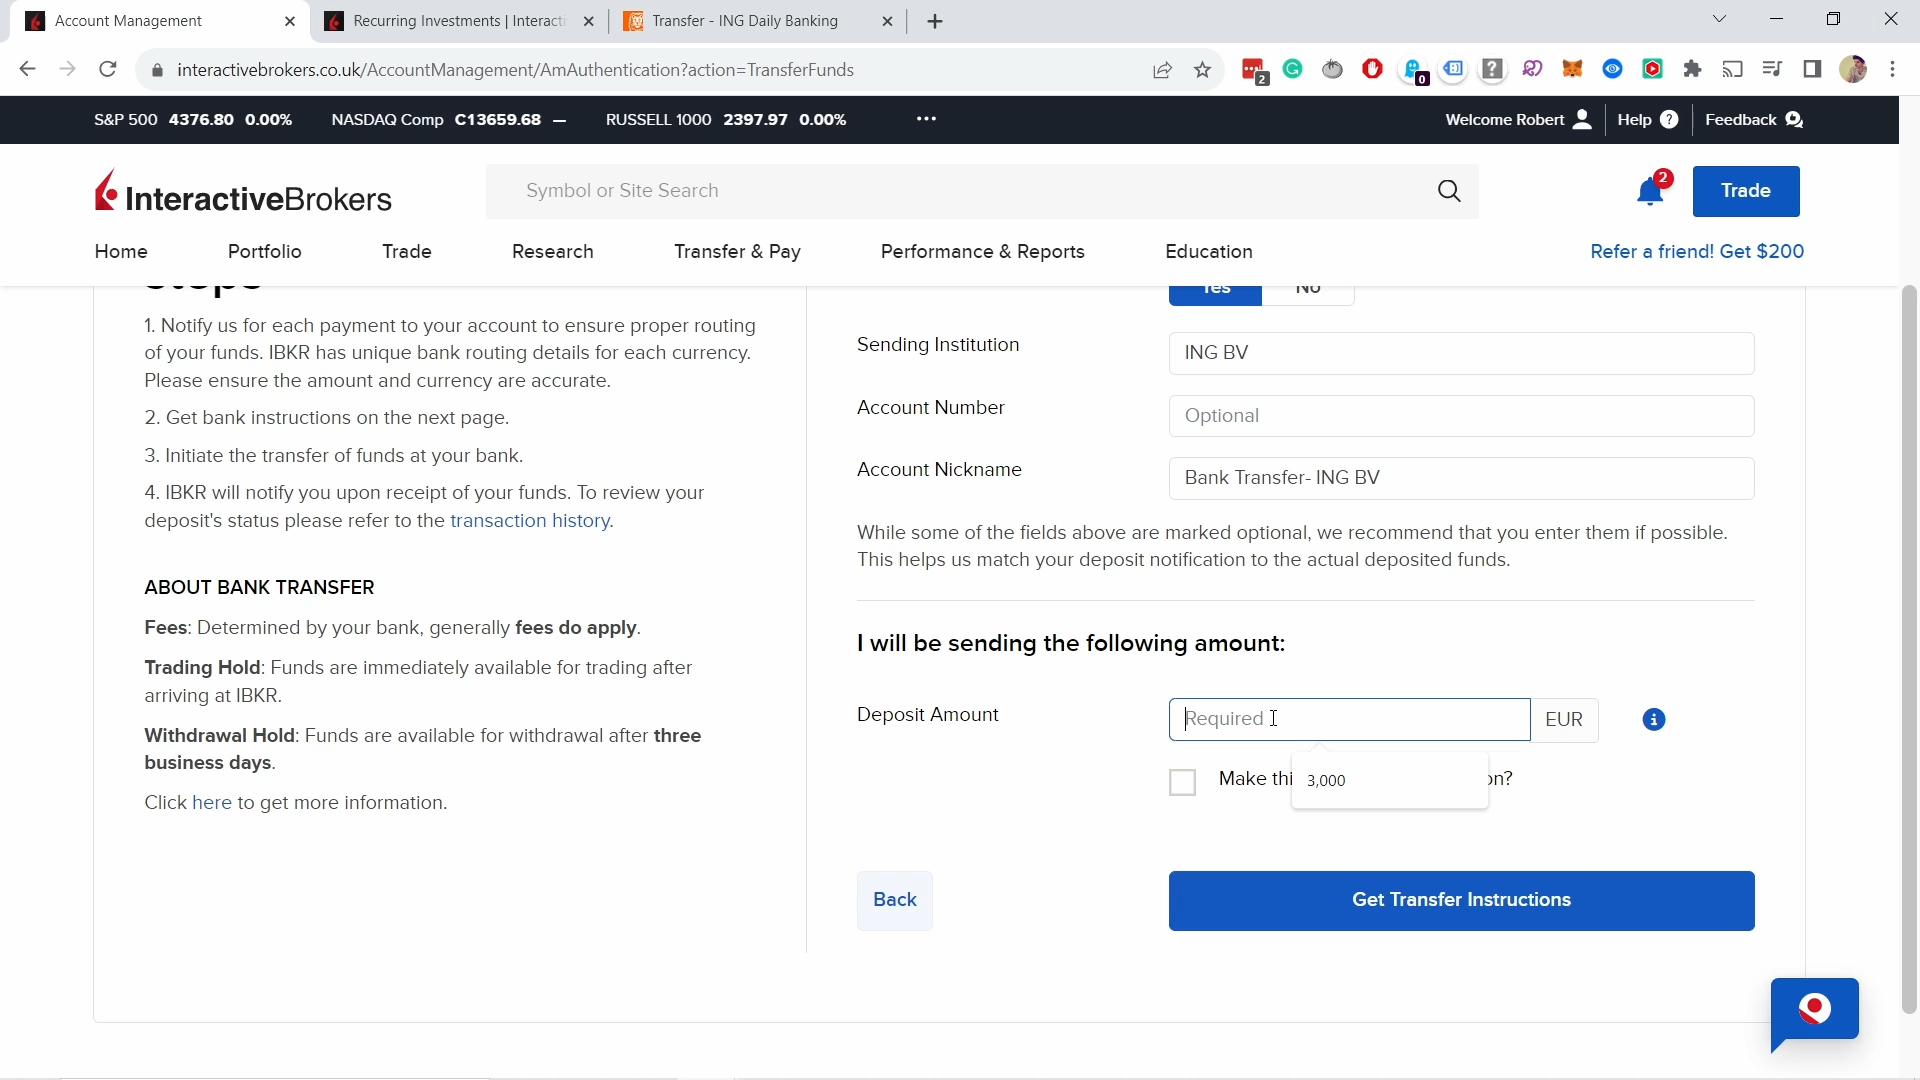 Account Management
Recurring Investments | Interacti
Transfer - ING Daily Banking
interactivebrokers.co.uk/AccountManagement/AmAuthentication?action=TransferFunds
2
0
S&P 500 4376.80 0.00%
NASDAQ Comp C13659.68 —
RUSSELL 1000 2397.97 0.00%
•••
Welcome Robert
Help ?
Feedback
InteractiveBrokers
Symbol or Site Search
2
Trade
Home
Portfolio
Trade
Research
Transfer & Pay
Performance & Reports
Education
Refer a friend! Get $200
Steps
1. Notify us for each payment to your account to ensure proper routing
of your funds. IBKR has unique bank routing details for each currency.
Please ensure the amount and currency are accurate.
2. Get bank instructions on the next page.
3. Initiate the transfer of funds at your bank.
4. IBKR will notify you upon receipt of your funds. To review your
deposit's status please refer to the transaction history.
ABOUT BANK TRANSFER
Fees: Determined by your bank, generally fees do apply.
Trading Hold: Funds are immediately available for trading after
arriving at IBKR.
Withdrawal Hold: Funds are available for withdrawal after three
business days.
Click here to get more information.
Yes
No
Sending Institution
ING BV
Account Number
Optional
Account Nickname
Bank Transfer- ING BV
While some of the fields above are marked optional, we recommend that you enter them if possible.
This helps us match your deposit notification to the actual deposited funds.
I will be sending the following amount:
Deposit Amount
Required
EUR
i
Make thi
3,000
on?
Back
Get Transfer Instructions